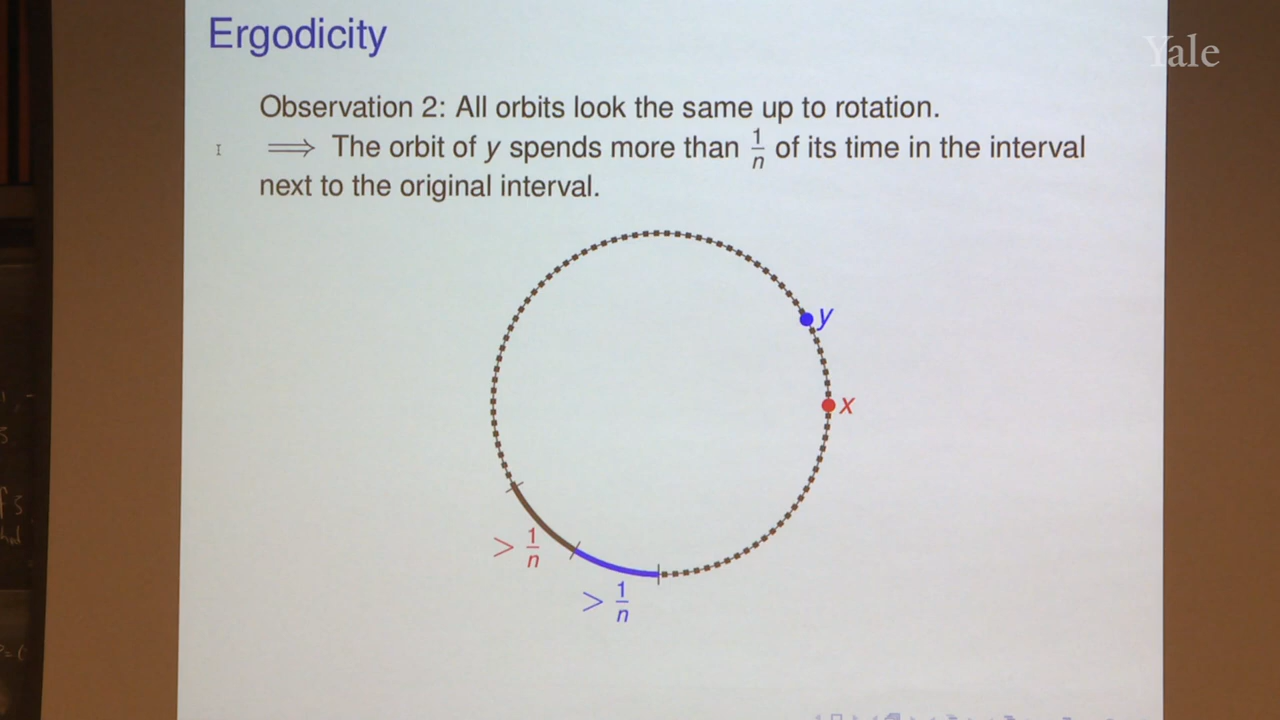 Ergodicity
Yale
Observation 2: All orbits look the same up to rotation.
⟹ The orbit of y spends more than 1/n of its time in the interval
next to the original interval.
y
x
> 1/n
> 1/n